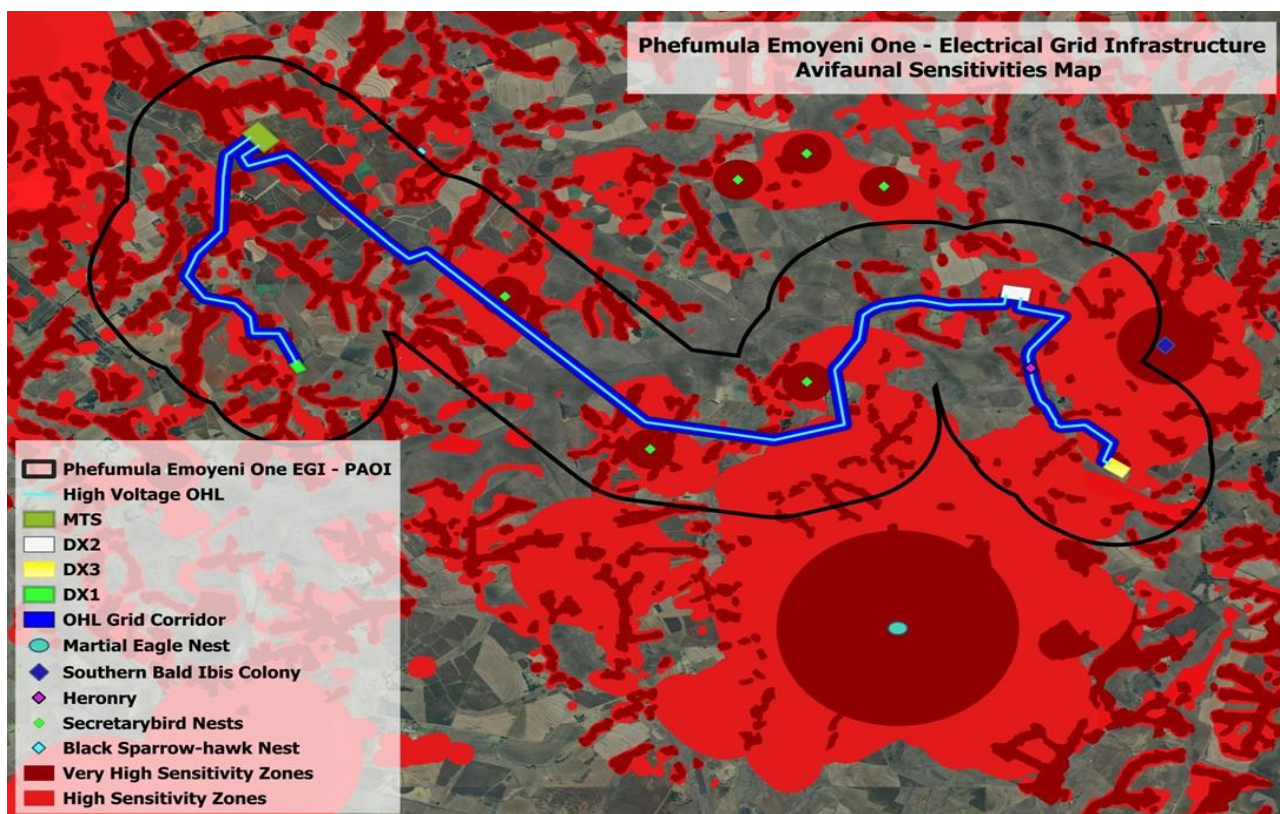 Phefumula Emoyeni One - Electrical Grid Infrastructure
Avifaunal Sensitivities Map
Phefumula Emoyeni One EGI - PAOI
High Voltage OHL
MTS
DX2
DX3
DX1
OHL Grid Corridor
Martial Eagle Nest
Southern Bald Ibis Colony
Heronry
Secretarybird Nests
Black Sparrow-hawk Nest
Very High Sensitivity Zones
High Sensitivity Zones